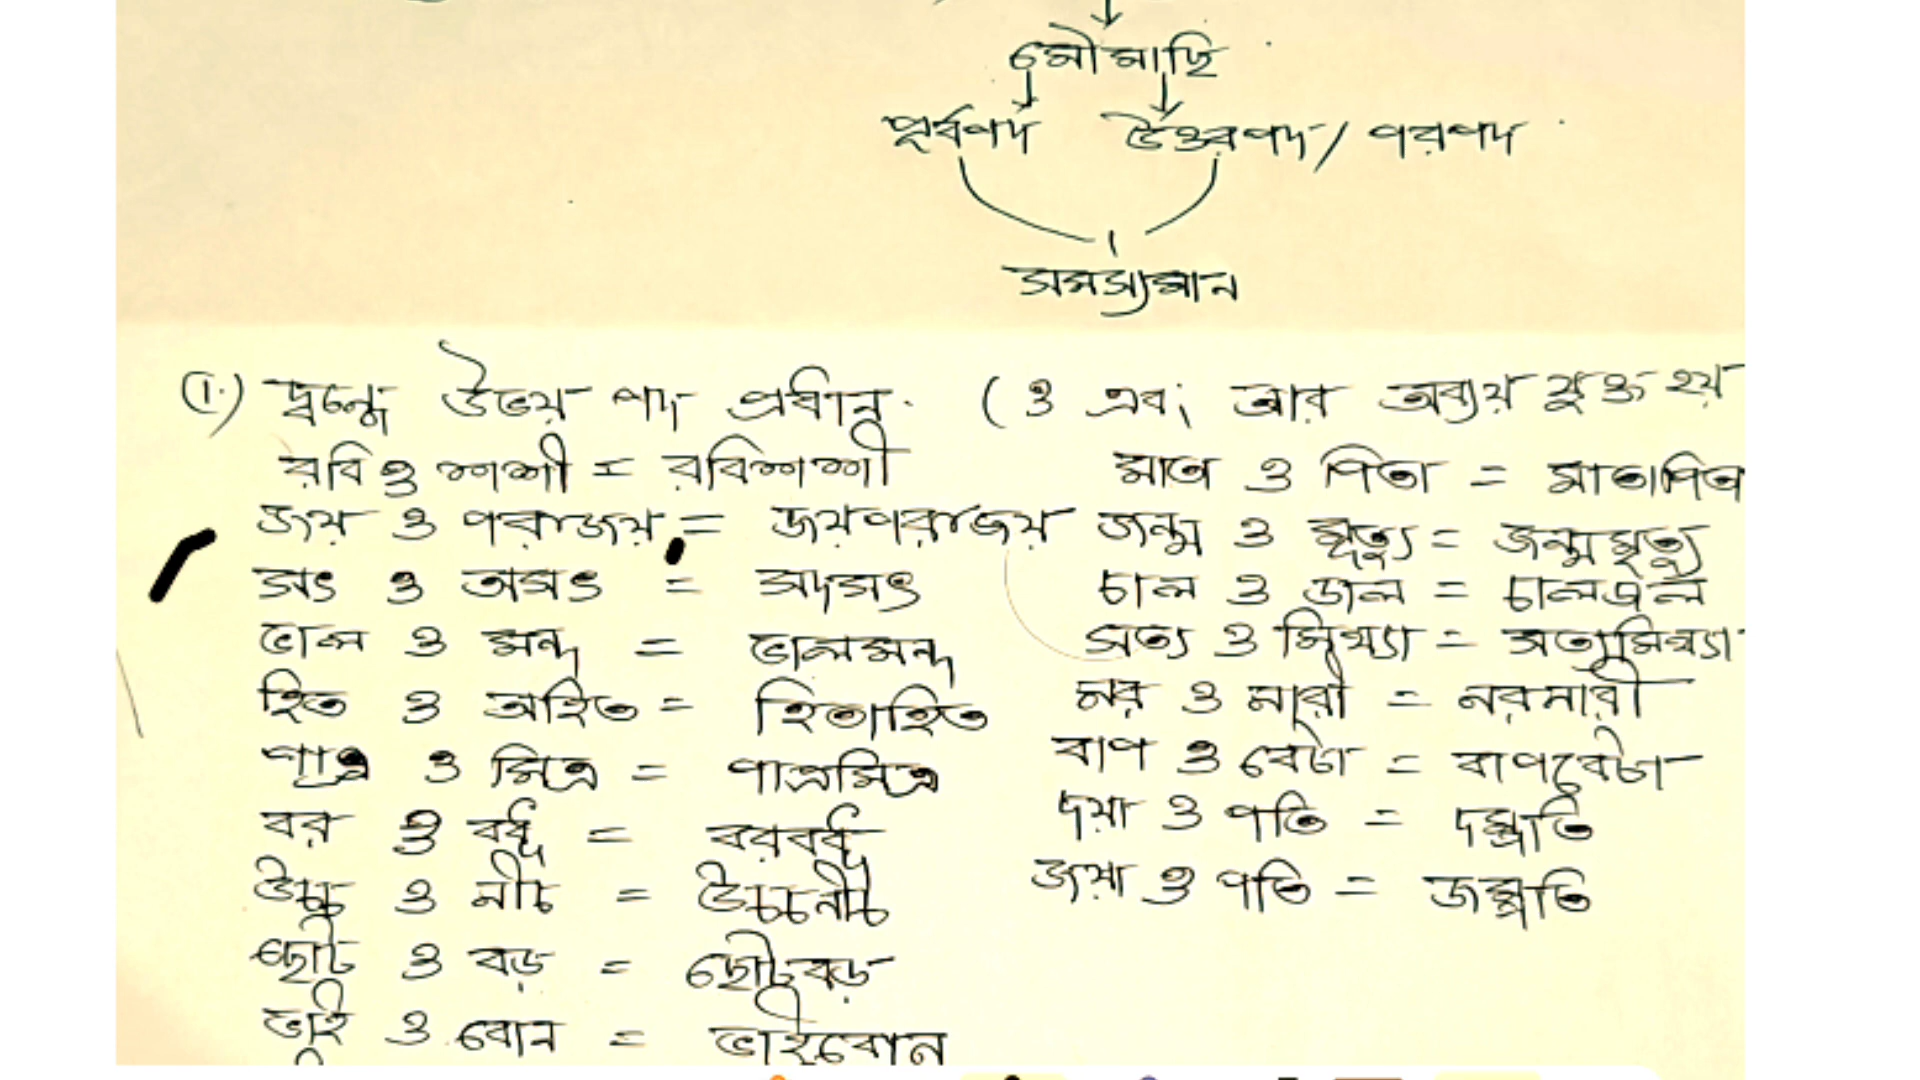 মৌমাছি
পূর্বপদ উত্তরপদ / পরপদ
সমস্যমান
(1.) দ্বন্দ্বে উভয় পদ প্রধান. (ও এবং আর অব্যয় যুক্ত হয়
রবি ও শশী = রবিশশী
মাতা ও পিতা = মাতাপিতা
জয় ও পরাজয় = জয়পরাজয়
জন্ম ও মৃত্যু = জন্মমৃত্যু
সৎ ও অসৎ = সদসৎ
চাল ও ডাল = চালডাল
ভাল ও মন্দ = ভালমন্দ
সত্য ও মিথ্যা = সত্যমিথ্যা
হিত ও অহিত = হিতাহিত
নর ও নারী = নরনারী
পাত্র ও মিত্র = পাত্রমিত্র
বাপ ও বেটা = বাপবেটা
বর ও বধূ = বরবধূ
দয়া ও পতি = দম্পতি
উচ্চ ও নীচ = উচ্চনীচ
জয়া ও পতি = জম্পতি
ছোট ও বড় = ছোটবড়
ভাই ও বোন = ভাইবোন